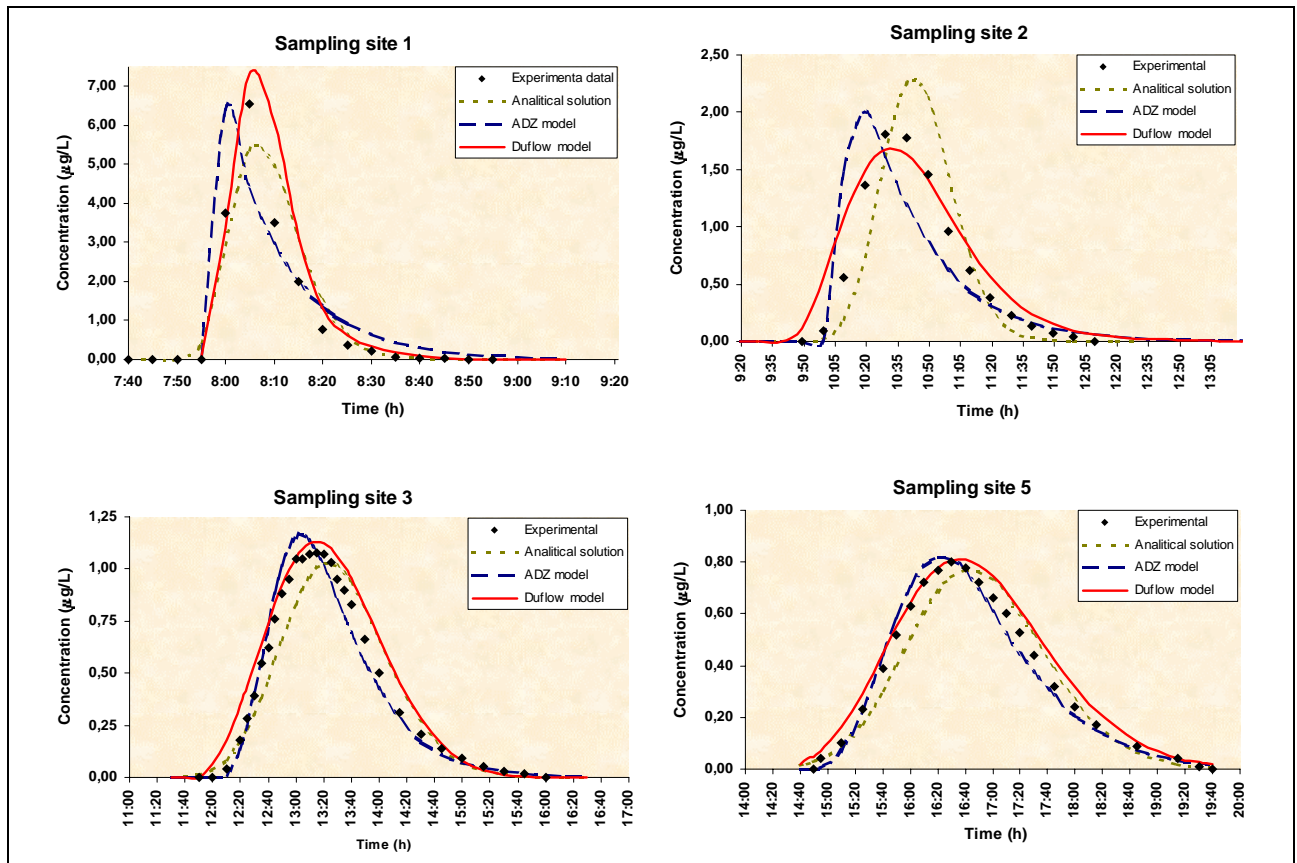 Sampling site 1
Concentration (µg/L)
7,00
6,00
5,00
4,00
3,00
2,00
1,00
0,00
7:40 7:50 8:00 8:10 8:20 8:30 8:40 8:50 9:00 9:10 9:20
Time (h)
Experimenta datal
Analitical solution
ADZ model
Duflow model
Sampling site 2
Concentration (µg/L)
2,50
2,00
1,50
1,00
0,50
0,00
9:20 9:35 9:50 10:05 10:20 10:35 10:50 11:05 11:20 11:35 11:50 12:05 12:20 12:35 12:50 13:05
Time (h)
Experimental
Analitical solution
ADZ model
Duflow model
Sampling site 3
Concentration (µg/L)
1,25
1,00
0,75
0,50
0,25
0,00
11:00 11:20 11:40 12:00 12:20 12:40 13:00 13:20 13:40 14:00 14:20 14:40 15:00 15:20 15:40 16:00 16:20 16:40 17:00
Time (h)
Experimental
Analitical solution
ADZ model
Duflow model
Sampling site 5
Concentration (µg/L)
1,00
0,80
0,60
0,40
0,20
0,00
14:00 14:20 14:40 15:00 15:20 15:40 16:00 16:20 16:40 17:00 17:20 17:40 18:00 18:20 18:40 19:00 19:20 19:40 20:00
Time (h)
Experimental
Analitical solution
ADZ model
Duflow model